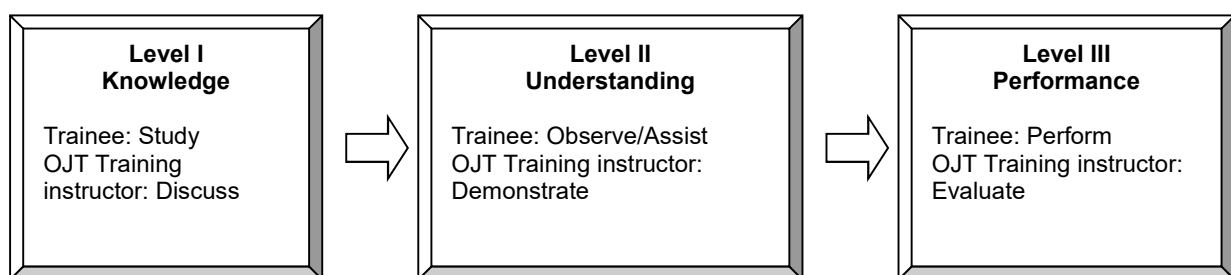 Level I
Knowledge
Trainee: Study
OJT Training
instructor: Discuss
Level II
Understanding
Trainee: Observe/Assist
OJT Training instructor:
Demonstrate
Level III
Performance
Trainee: Perform
OJT Training instructor:
Evaluate